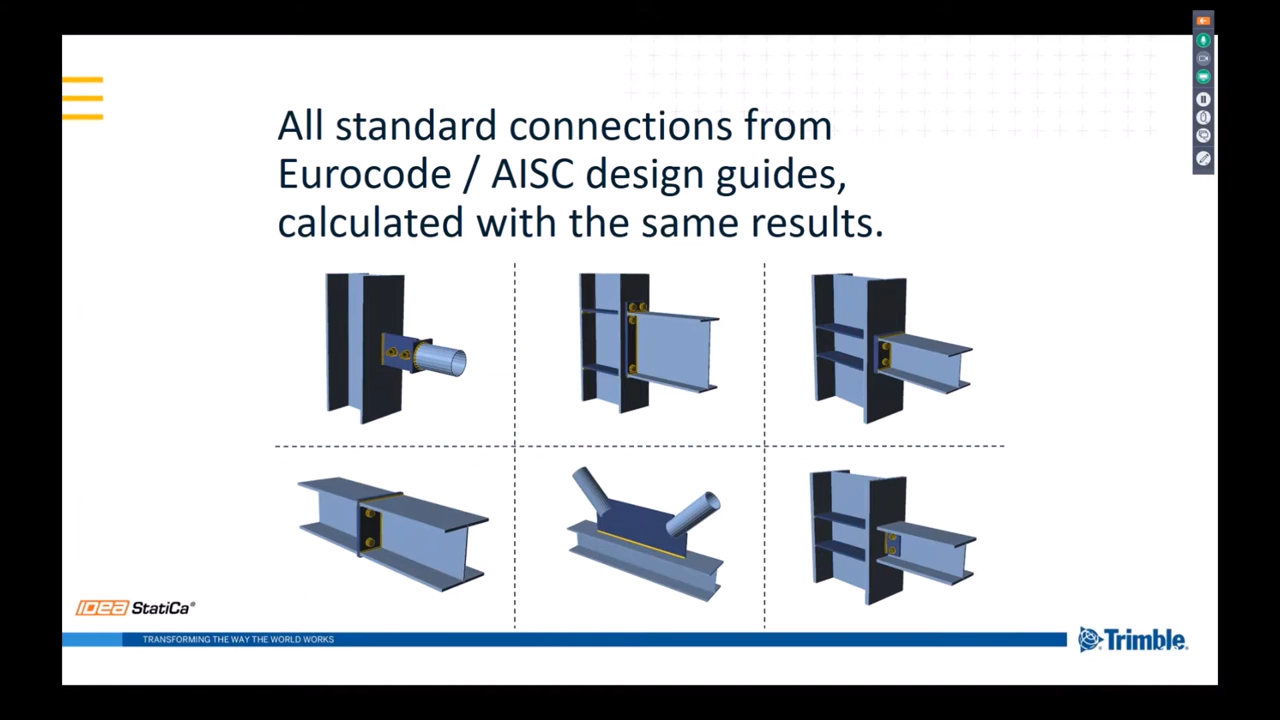 All standard connections from
Eurocode / AISC design guides,
calculated with the same results.
IDEA StatiCa®
TRANSFORMING THE WAY THE WORLD WORKS
Trimble